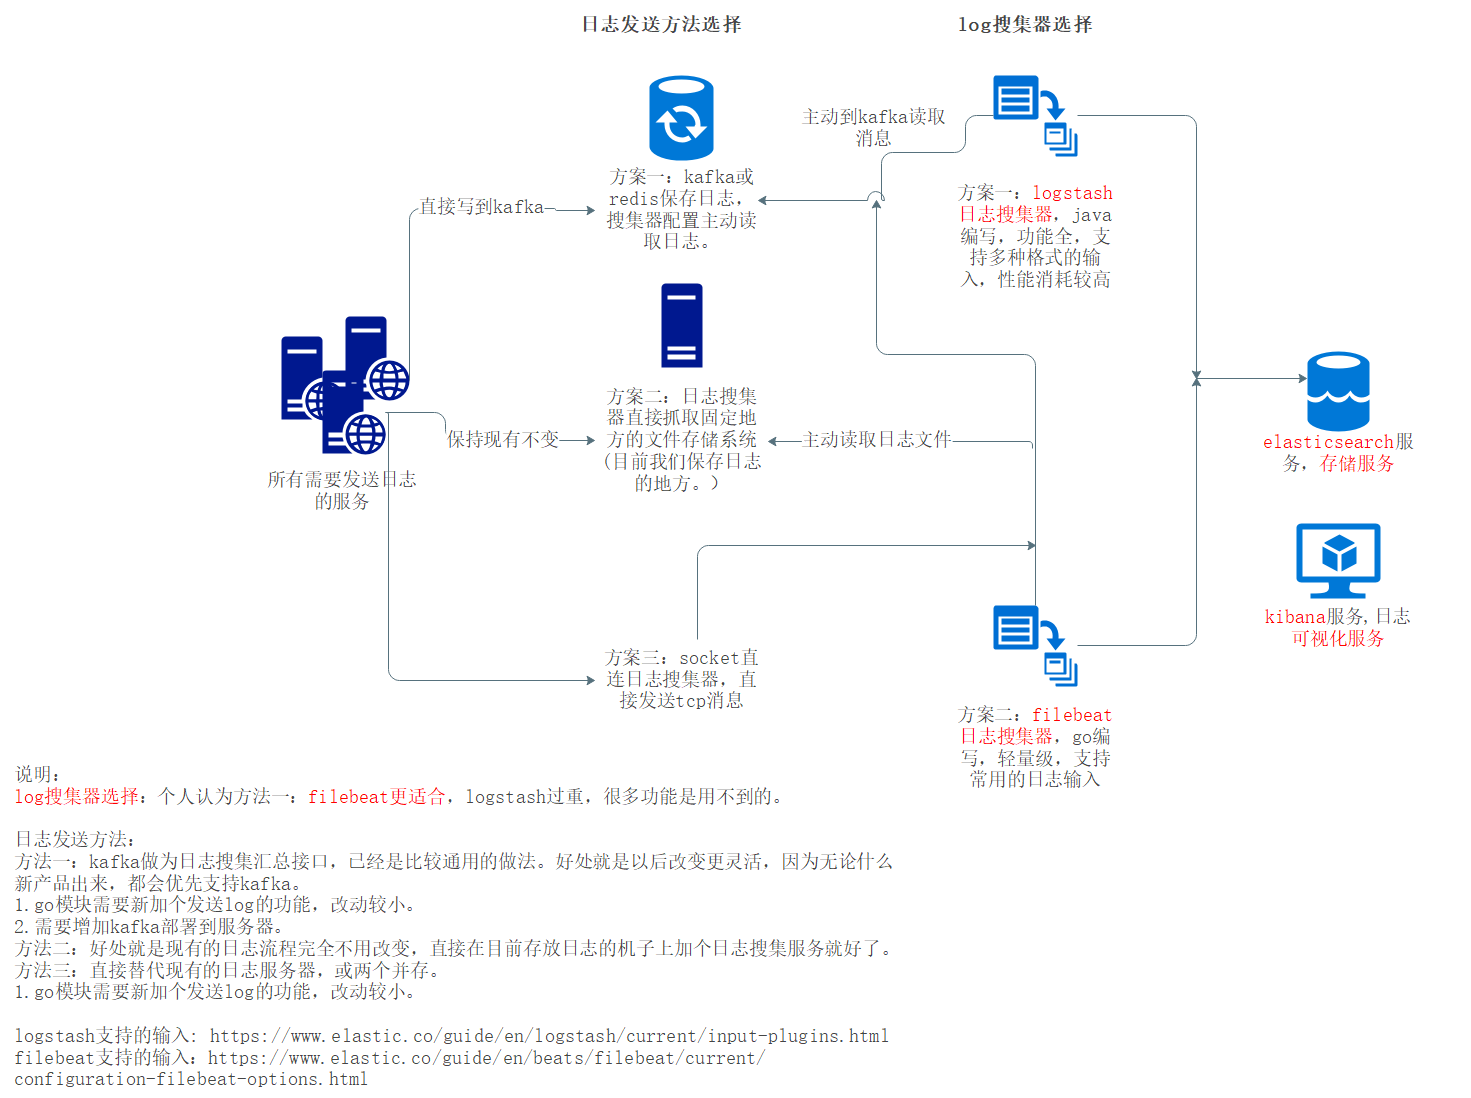 日志发送方法选择
log搜集器选择
主动到kafka读取
消息
方案一：kafka或
redis保存日志，
搜集器配置主动读
取日志。
直接写到kafka
方案一：logstash
日志搜集器，java
编写，功能全，支
持多种格式的输
入，性能消耗较高
方案二：日志搜集
器直接抓取固定地
方的文件存储系统
(目前我们保存日志
的地方。）
保持现有不变
主动读取日志文件
所有需要发送日志
的服务
elasticsearch服
务，存储服务
kibana服务,日志
可视化服务
方案三：socket直
连日志搜集器，直
接发送tcp消息
方案二：filebeat
日志搜集器，go编
写，轻量级，支持
常用的日志输入
说明：
log搜集器选择：个人认为方法一：filebeat更适合，logstash过重，很多功能是用不到的。
日志发送方法：
方法一：kafka做为日志搜集汇总接口，已经是比较通用的做法。好处就是以后改变更灵活，因为无论什么
新产品出来，都会优先支持kafka。
1.go模块需要新加个发送log的功能，改动较小。
2.需要增加kafka部署到服务器。
方法二：好处就是现有的日志流程完全不用改变，直接在目前存放日志的机子上加个日志搜集服务就好了。
方法三：直接替代现有的日志服务器，或两个并存。
1.go模块需要新加个发送log的功能，改动较小。
logstash支持的输入: https://www.elastic.co/guide/en/logstash/current/input-plugins.html
filebeat支持的输入：https://www.elastic.co/guide/en/beats/filebeat/current/
configuration-filebeat-options.html